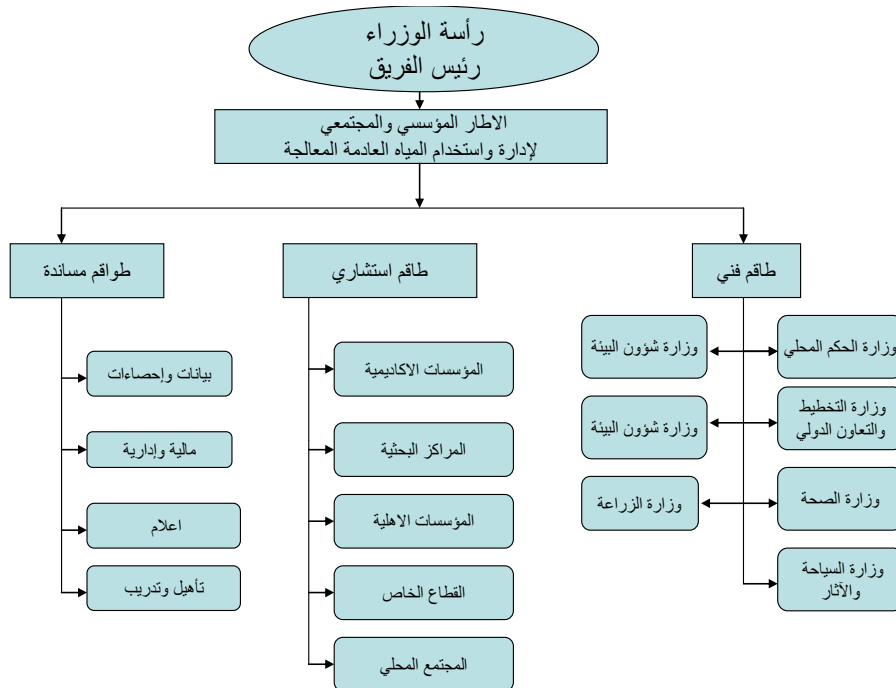 رأسة الوزراء
رئيس الفريق
الاطار المؤسسي والمجتمعي
لإدارة واستخدام المياه العادمة المعالجة
طاقم فني
طاقم استشاري
طواقم مساندة
وزارة الحكم المحلي
وزارة شؤون البيئة
وزارة التخطيط
والتعاون الدولي
وزارة شؤون البيئة
وزارة الصحة
وزارة الزراعة
وزارة السياحة
والآثار
المؤسسات الاكاديمية
المراكز البحثية
المؤسسات الاهلية
القطاع الخاص
المجتمع المحلي
بيانات وإحصاءات
مالية وإدارية
اعلام
تأهيل وتدريب